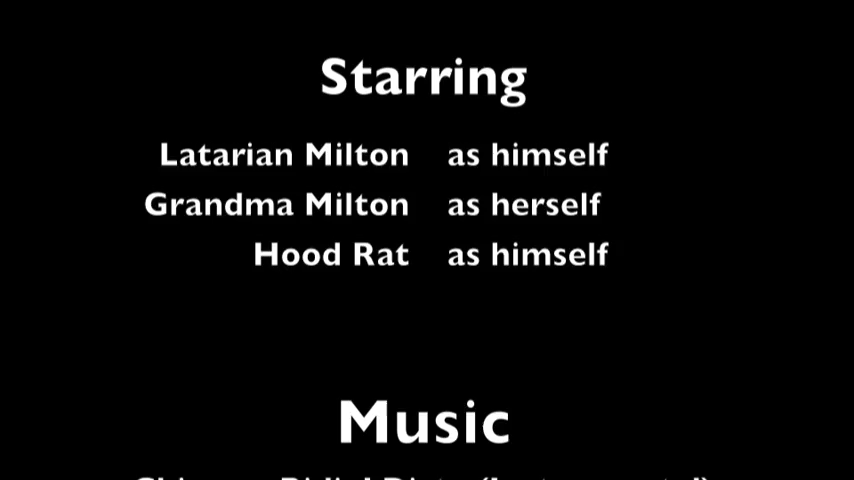 Starring
Latarian Milton as himself
Grandma Milton as herself
Hood Rat as himself
Music